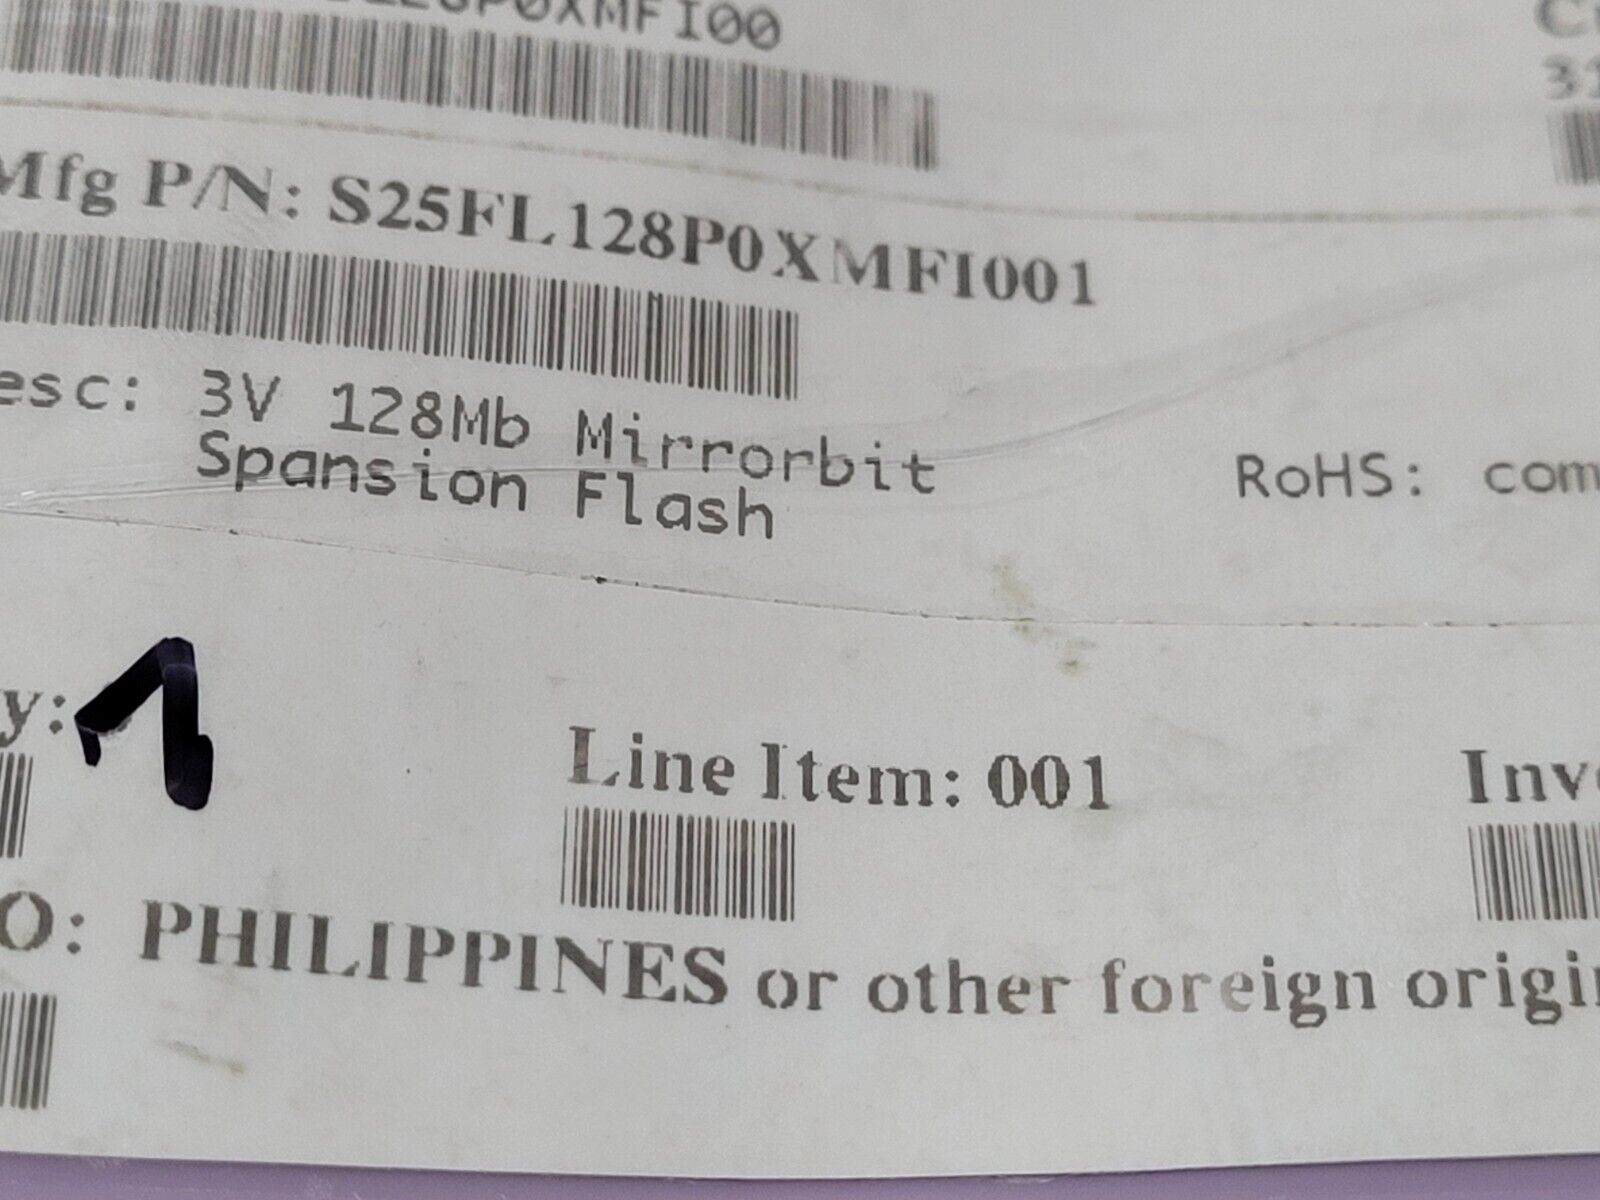 P0XMFI00
Mfg P/N: S25FL128P0XMFI001
esc: 3V 128Mb Mirrorbit
Spansion Flash
RoHS: com
y: 1
Line Item: 001
Inv
O: PHILIPPINES or other foreign origi